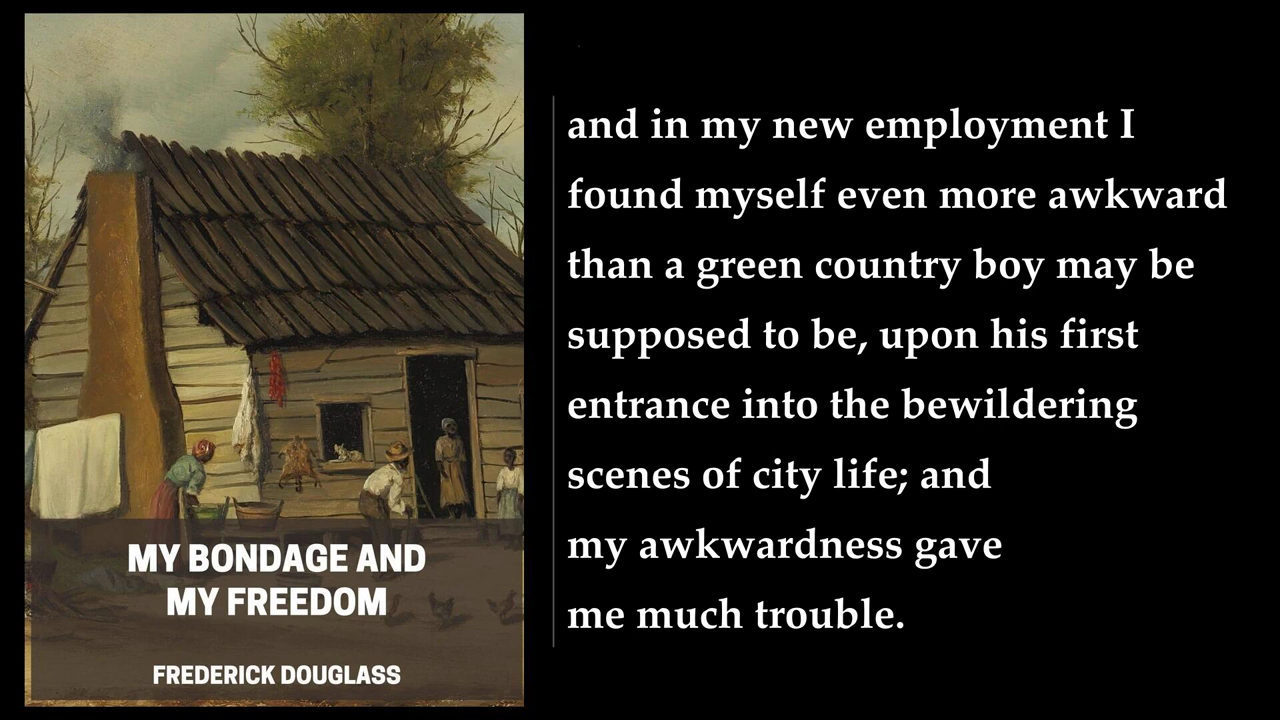 MY BONDAGE AND
MY FREEDOM
FREDERICK DOUGLASS
and in my new employment I
found myself even more awkward
than a green country boy may be
supposed to be, upon his first
entrance into the bewildering
scenes of city life; and
my awkwardness gave
me much trouble.